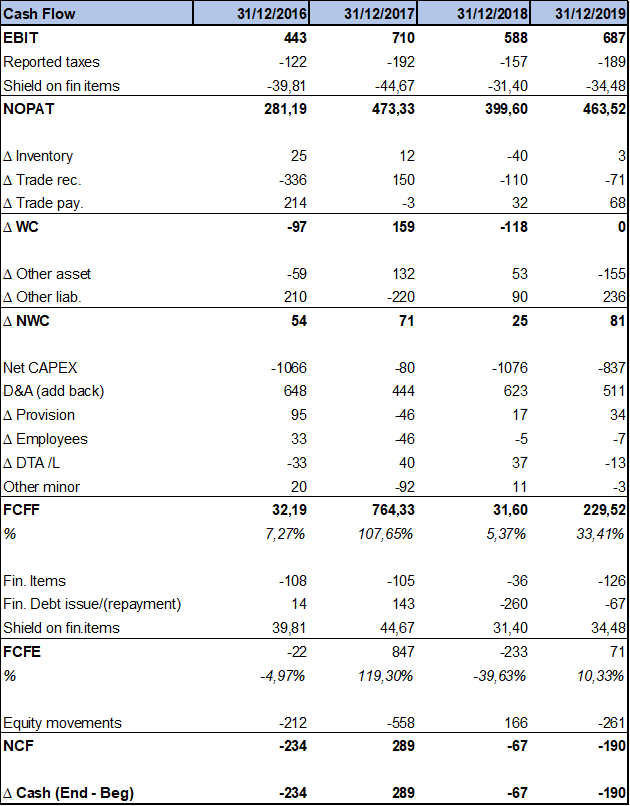 Cash Flow 31/12/2016 31/12/2017 31/12/2018 31/12/2019
EBIT 443 710 588 687
Reported taxes -122 -192 -157 -189
Shield on fin items -39,81 -44,67 -31,40 -34,48
NOPAT 281,19 473,33 399,60 463,52
Δ Inventory 25 12 -40 3
Δ Trade rec. -336 150 -110 -71
Δ Trade pay. 214 -3 32 68
Δ WC -97 159 -118 0
Δ Other asset -59 132 53 -155
Δ Other liab. 210 -220 90 236
Δ NWC 54 71 25 81
Net CAPEX -1066 -80 -1076 -837
D&A (add back) 648 444 623 511
Δ Provision 95 -46 17 34
Δ Employees 33 -46 -5 -7
Δ DTA /L -33 40 37 -13
Other minor 20 -92 11 -3
FCFF 32,19 764,33 31,60 229,52
% 7,27% 107,65% 5,37% 33,41%
Fin. Items -108 -105 -36 -126
Fin. Debt issue/(repayment) 14 143 -260 -67
Shield on fin.items 39,81 44,67 31,40 34,48
FCFE -22 847 -233 71
% -4,97% 119,30% -39,63% 10,33%
Equity movements -212 -558 166 -261
NCF -234 289 -67 -190
Δ Cash (End - Beg) -234 289 -67 -190